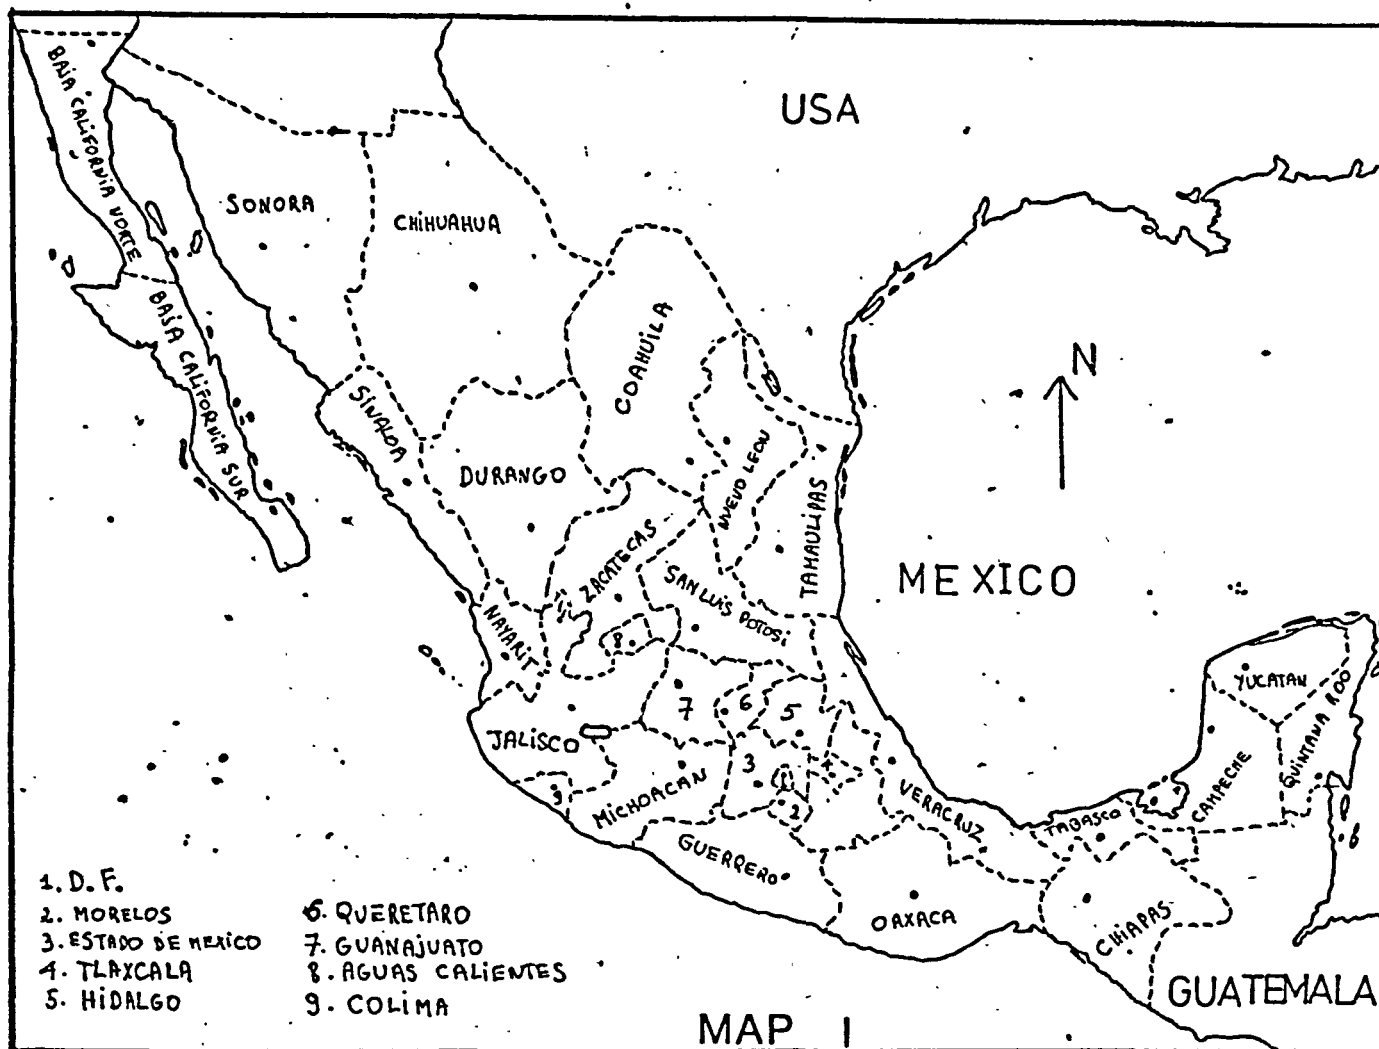 USA
BAJA CALIFORNIA NORTE
SONORA
CHIHUAHUA
BAJA CALIFORNIA SUR
COAHUILA
N
SINALOA
DURANGO
NUEVO LEON
TAMAULIPAS
ZACATECAS
SAN LUIS POTOSI
MEXICO
NAYARIT
8
YUCATAN
QUINTANA ROO
7
6
5
JALISCO
3
1
CAMPECHE
9
MICHOACAN
2
VERACRUZ
TABASCO
GUERRERO
OAXACA
CHIAPAS
GUATEMALA
1. D.F.
2. MORELOS
3. ESTADO DE MEXICO
4. TLAXCALA
5. HIDALGO
6. QUERETARO
7. GUANAJUATO
8. AGUAS CALIENTES
9. COLIMA
MAP I